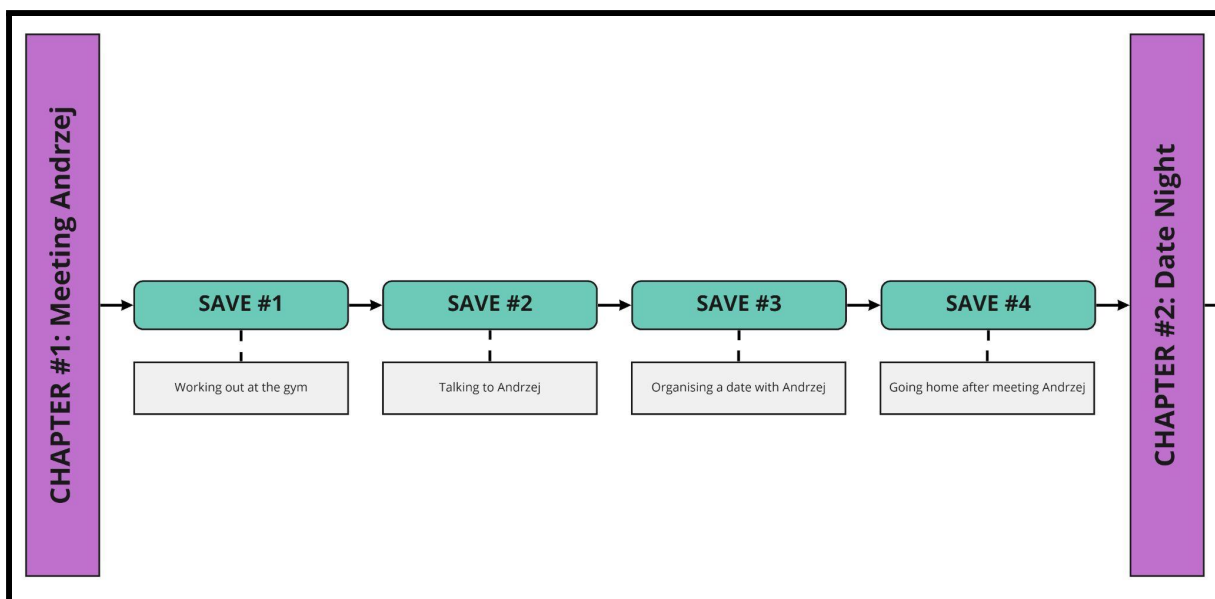 CHAPTER #1: Meeting Andrzej
SAVE #1
Working out at the gym
SAVE #2
Talking to Andrzej
SAVE #3
Organising a date with Andrzej
SAVE #4
Going home after meeting Andrzej
CHAPTER #2: Date Night